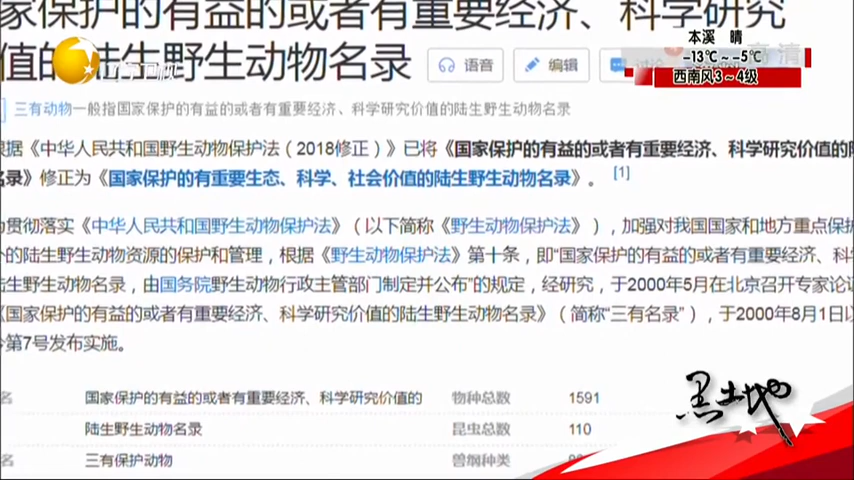 家保护的有益的或者有重要经济、科学研究
值的陆生野生动物名录
语音
编辑
本溪 晴
-13℃~-5℃
西南风3~4级
高清
辽宁卫视
三有动物一般指国家保护的有益的或者有重要经济、科学研究价值的陆生野生动物名录
根据《中华人民共和国野生动物保护法(2018修正)》已将《国家保护的有益的或者有重要经济、科学研究价值的陆
名录》修正为《国家保护的有重要生态、科学、社会价值的陆生野生动物名录》。 [1]
为贯彻落实《中华人民共和国野生动物保护法》(以下简称《野生动物保护法》),加强对我国国家和地方重点保护
外的陆生野生动物资源的保护和管理,根据《野生动物保护法》第十条,即“国家保护的有益的或者有重要经济、科学
陆生野生动物名录,由国务院野生动物行政主管部门制定并公布”的规定,经研究,于2000年5月在北京召开专家论证
《国家保护的有益的或者有重要经济、科学研究价值的陆生野生动物名录》(简称“三有名录”),于2000年8月1日以
令第7号发布实施。
名 国家保护的有益的或者有重要经济、科学研究价值的 物种总数 1591
陆生野生动物名录 昆虫总数 110
名 三有保护动物 兽纲种类
黑土地